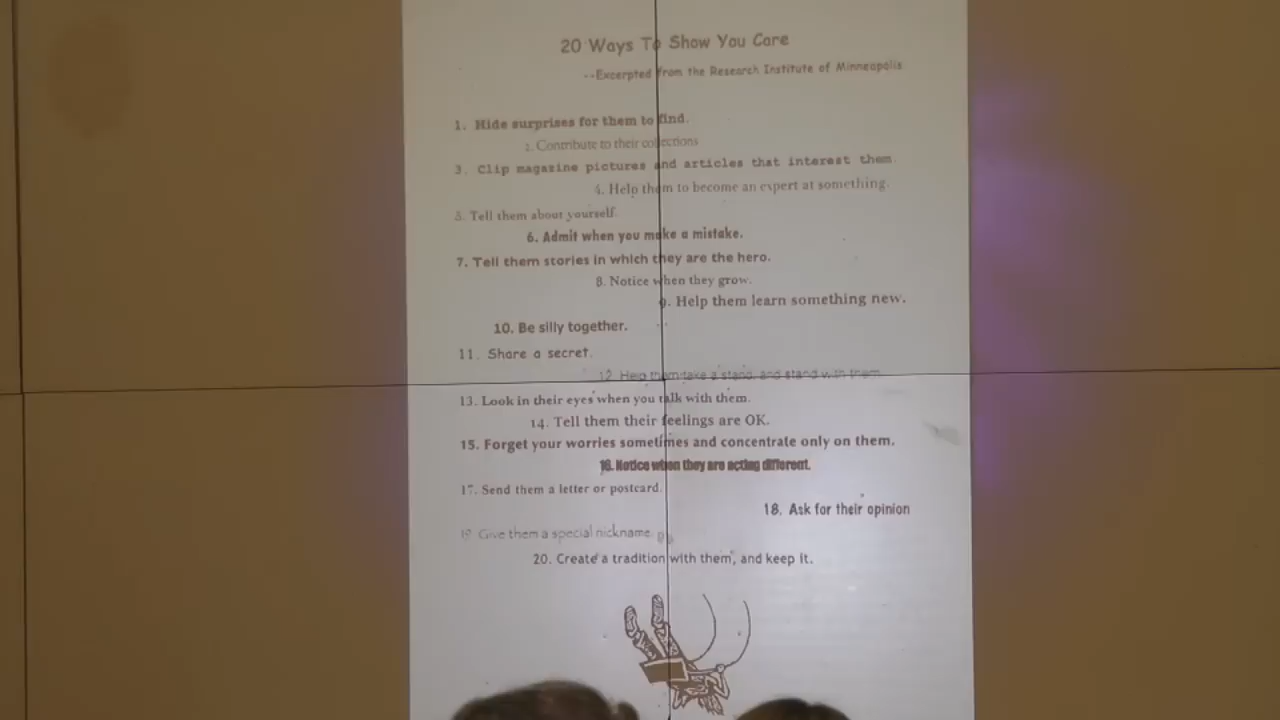 20 Ways To Show You Care
--Excerpted from the Research Institute of Minneapolis
1. Hide surprises for them to find.
2. Contribute to their collections
3. Clip magazine pictures and articles that interest them.
4. Help them to become an expert at something.
5. Tell them about yourself.
6. Admit when you make a mistake.
7. Tell them stories in which they are the hero.
8. Notice when they grow.
9. Help them learn something new.
10. Be silly together.
11. Share a secret.
12. Help them take a stand, and stand with them.
13. Look in their eyes when you talk with them.
14. Tell them their feelings are OK.
15. Forget your worries sometimes and concentrate only on them.
16. Notice when they are acting different.
17. Send them a letter or postcard.
18. Ask for their opinion
19. Give them a special nickname.
20. Create a tradition with them, and keep it.